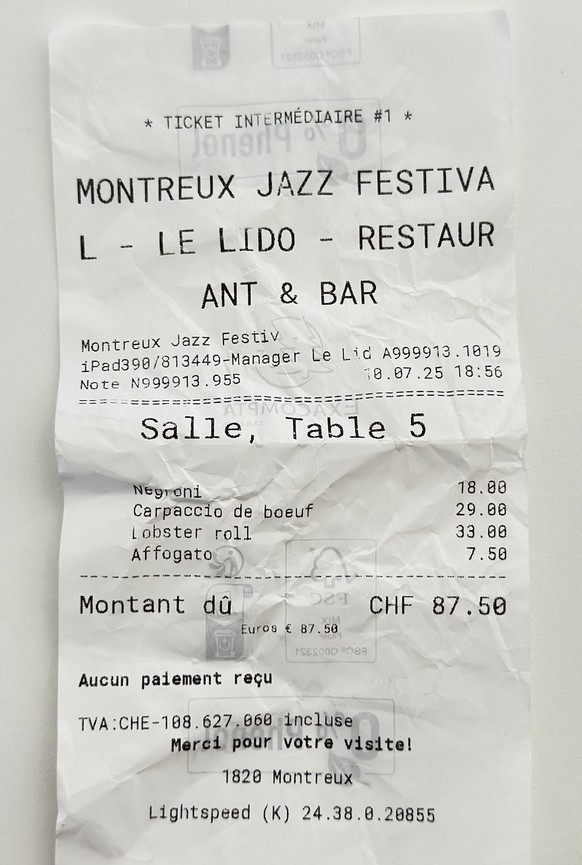 * TICKET INTERMÉDIAIRE #1 *
MONTREUX JAZZ FESTIVA
L - LE LIDO - RESTAUR
ANT & BAR
Montreux Jazz Festiv
iPad390/813449-Manager Le Lid A999913.1019
Note N999913.955 10.07.25 18:56
Salle, Table 5
Negroni 18.00
Carpaccio de boeuf 29.00
Lobster roll 33.00
Affogato 7.50
Montant dû CHF 87.50
Euros € 87.50
Aucun paiement reçu
TVA:CHE-108.627.060 incluse
Merci pour votre visite!
1820 Montreux
Lightspeed (K) 24.38.0.20855